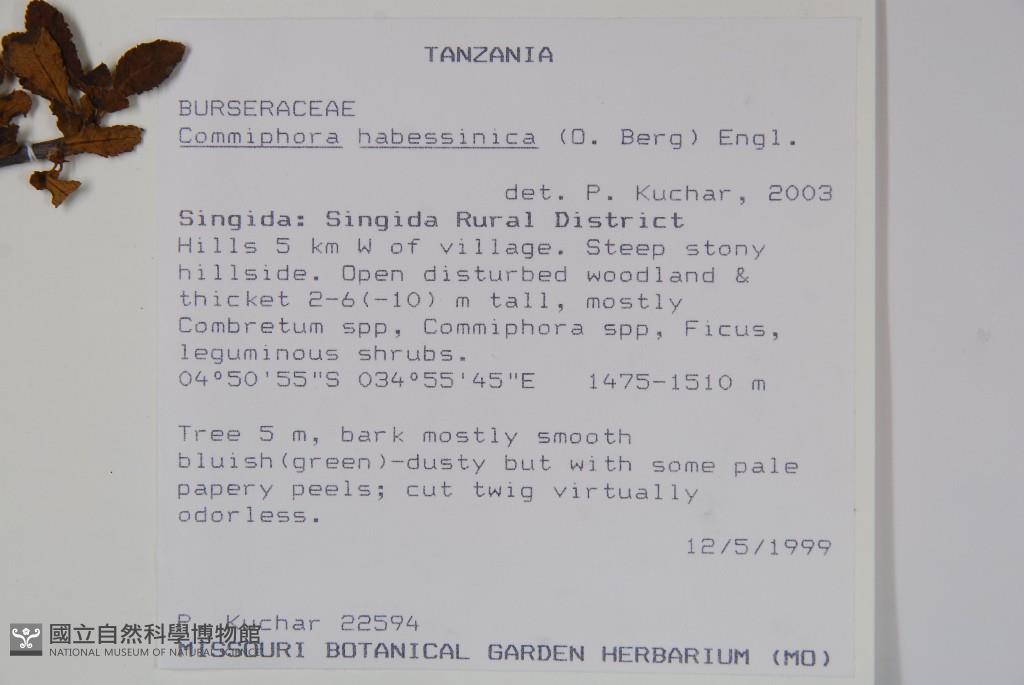 TANZANIA
BURSERACEAE
Commiphora habessinica (O. Berg) Engl.
det. P. Kuchar, 2003
Singida: Singida Rural District
Hills 5 km W of village. Steep stony
hillside. Open disturbed woodland &
thicket 2-6(-10) m tall, mostly
Combretum spp, Commiphora spp, Ficus,
leguminous shrubs.
04°50'55"S 034°55'45"E 1475-1510 m
Tree 5 m, bark mostly smooth
bluish(green)-dusty but with some pale
papery peels; cut twig virtually
odorless.
12/5/1999
P. Kuchar 22594
MISSOURI BOTANICAL GARDEN HERBARIUM (MO)
國立自然科學博物館
NATIONAL MUSEUM OF NATURAL SCIENCE